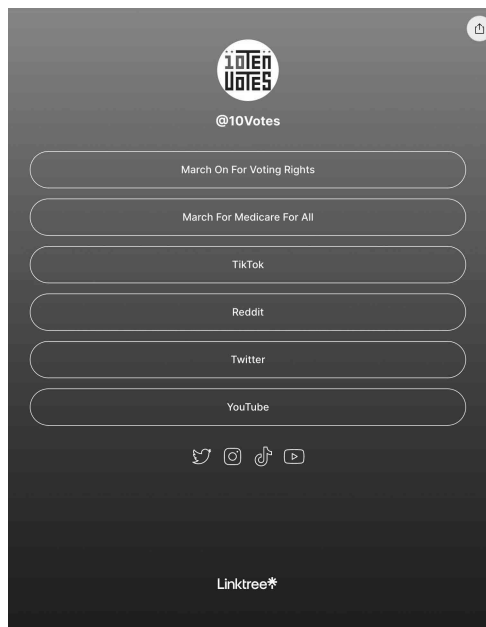 10TEN
VOTES
@10Votes
March On For Voting Rights
March For Medicare For All
TikTok
Reddit
Twitter
YouTube
Linktree